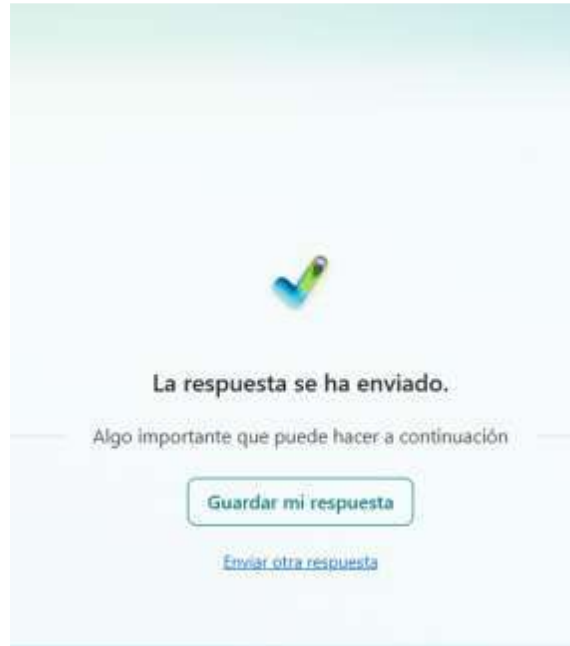 La respuesta se ha enviado.
Algo importante que puede hacer a continuación
Guardar mi respuesta
Enviar otra respuesta